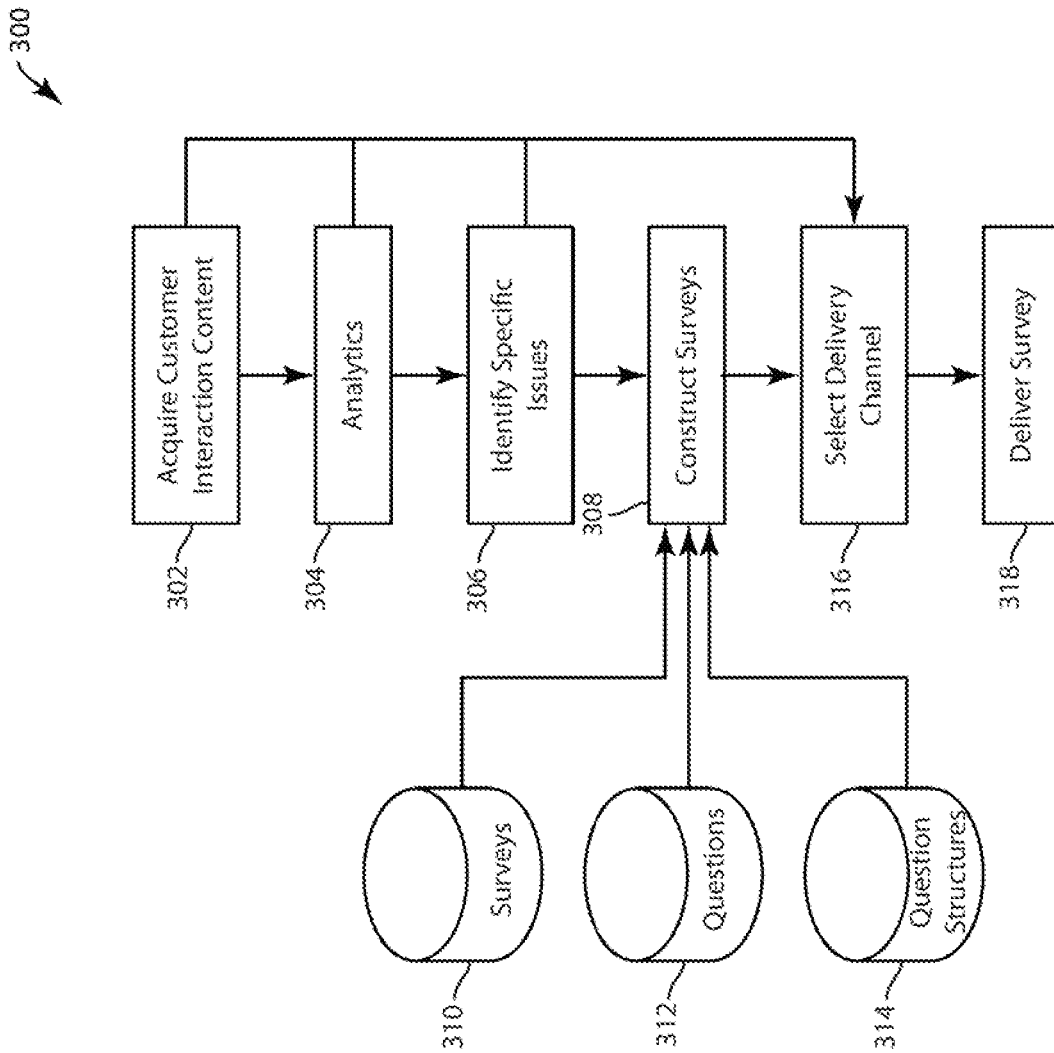 300
302
Acquire Customer
Interaction Content
304
Analytics
306
Identify Specific
Issues
308
Construct Surveys
310
Surveys
312
Questions
314
Question
Structures
316
Select Delivery
Channel
318
Deliver Survey